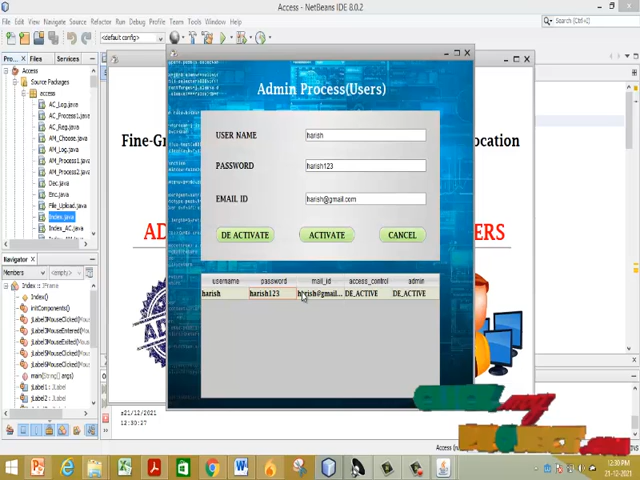 Access - NetBeans IDE 8.0.2
File Edit View Navigate Source Refactor Run Debug Profile Team Tools Window Help
<default config>
Files Services
Access
Source Packages
access
AC_Log.java
AC_Process1.java
AC_Reg.java
AM_Choose.java
AM_Log.java
AM_Process1.java
AM_Process2.java
Dec.java
Enc.java
File_Upload.java
Index.java
Index_AC.java
Navigator
Members <empty>
Index :: JFrame
Index()
initComponents()
jLabel3MouseClicked(MouseEvent
main(String[] args)
jLabel1 : JLabel
jLabel2 : JLabel
Fine-Gr
ocation
AD
ERS
Admin Process(Users)
USER NAME harish
PASSWORD harish123
EMAIL ID harish@gmail.com
DE ACTIVATE ACTIVATE CANCEL
username password mail_id access_control admin
harish harish123 harish@gmail... DE_ACTIVE DE_ACTIVE
s21/12/2021
12:30:27
12:30 PM
21-12-2021